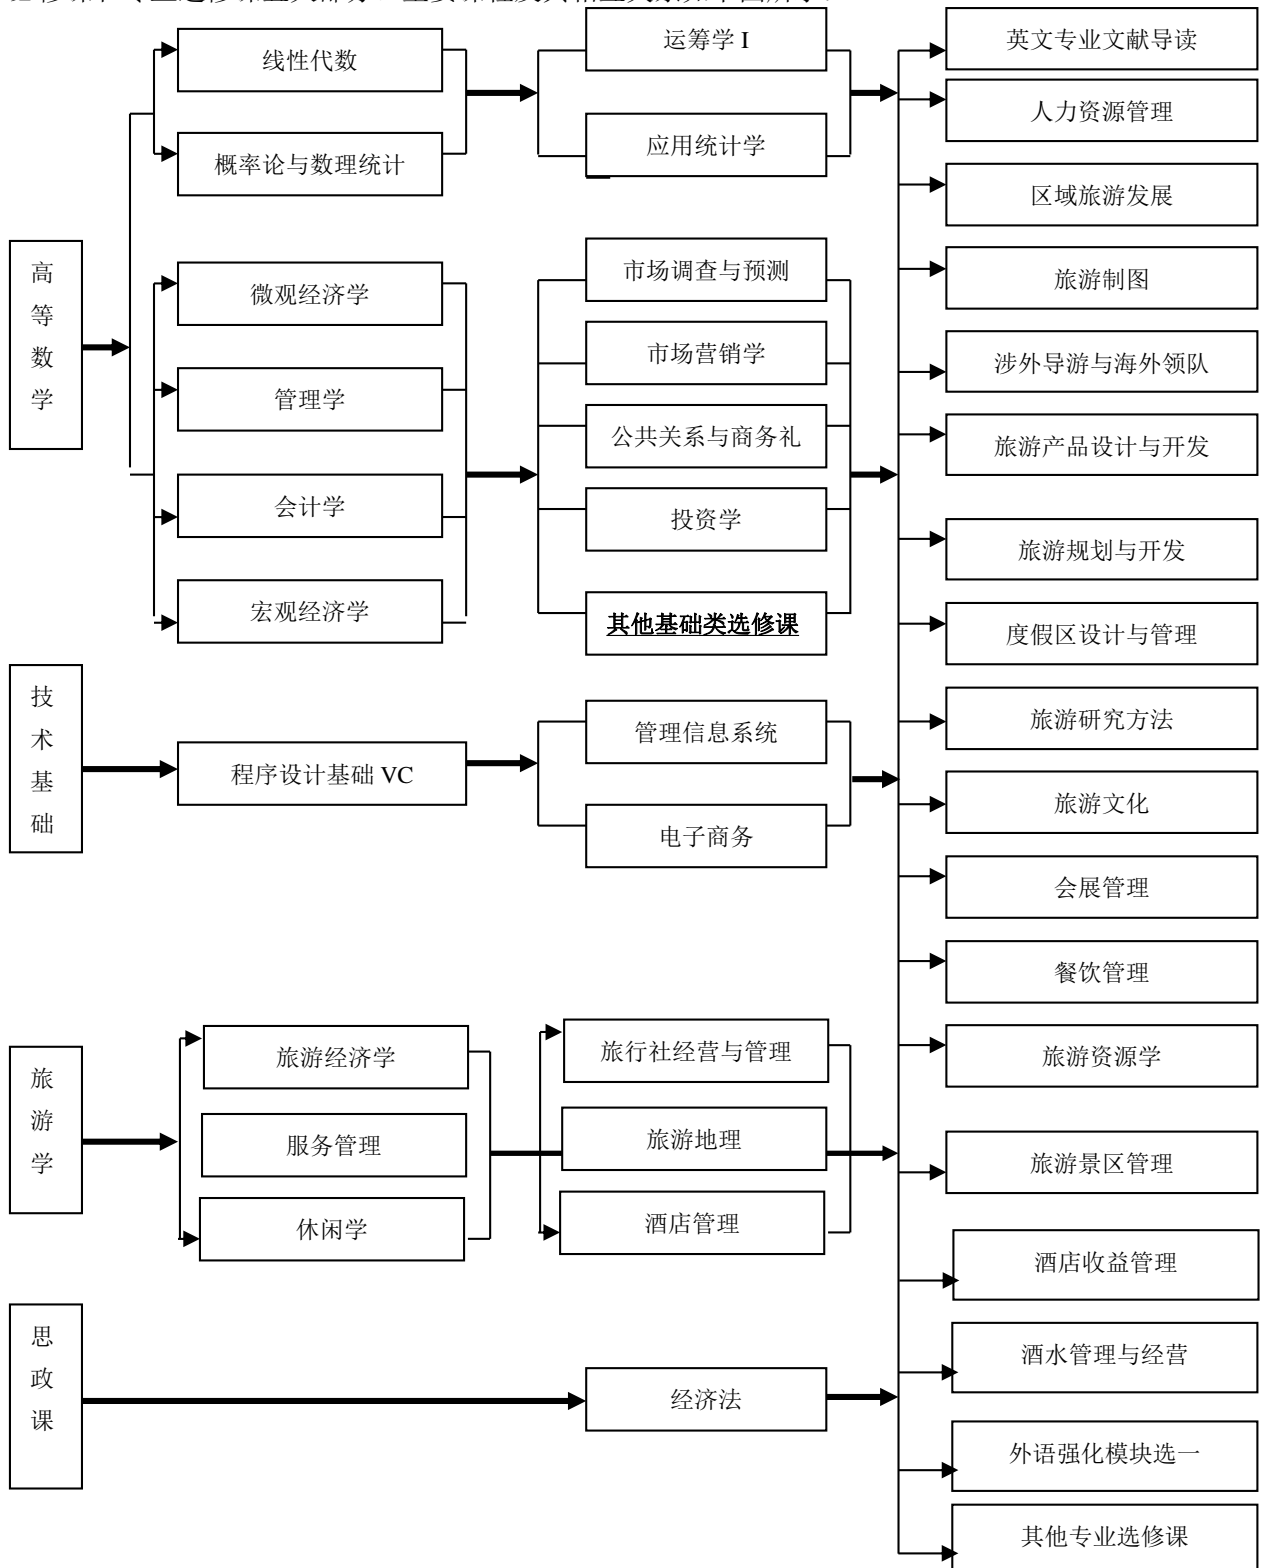 线性代数
概率论与数理统计
运筹学 I
应用统计学
高
等
数
学
微观经济学
管理学
会计学
宏观经济学
市场调查与预测
市场营销学
公共关系与商务礼
投资学
其他基础类选修课
技
术
基
础
程序设计基础 VC
管理信息系统
电子商务
旅
游
学
旅游经济学
服务管理
休闲学
旅行社经营与管理
旅游地理
酒店管理
思
政
课
经济法
英文专业文献导读
人力资源管理
区域旅游发展
旅游制图
涉外导游与海外领队
旅游产品设计与开发
旅游规划与开发
度假区设计与管理
旅游研究方法
旅游文化
会展管理
餐饮管理
旅游资源学
旅游景区管理
酒店收益管理
酒水管理与经营
外语强化模块选一
其他专业选修课